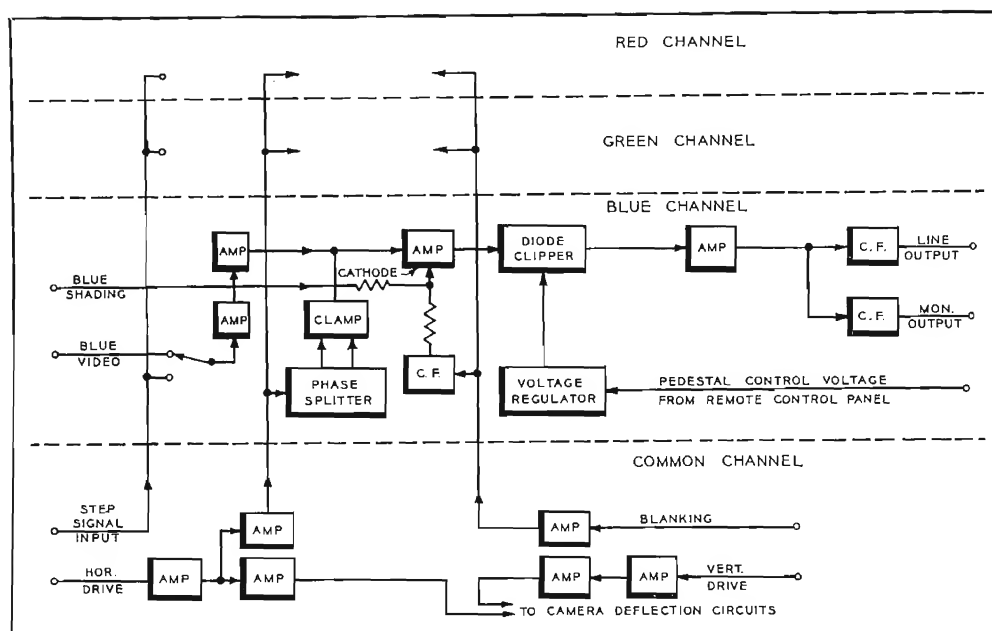 RED CHANNEL
GREEN CHANNEL
BLUE CHANNEL
AMP
AMP
DIODE
CLIPPER
AMP
C.F.
LINE
OUTPUT
CATHODE
BLUE
SHADING
AMP
CLAMP
C.F.
MON.
OUTPUT
BLUE
VIDEO
PHASE
SPLITTER
C.F.
VOLTAGE
REGULATOR
PEDESTAL CONTROL VOLTAGE
FROM REMOTE CONTROL PANEL
COMMON CHANNEL
STEP
SIGNAL
INPUT
AMP
AMP
BLANKING
HOR.
DRIVE
AMP
AMP
AMP
AMP
VERT.
DRIVE
TO CAMERA DEFLECTION CIRCUITS